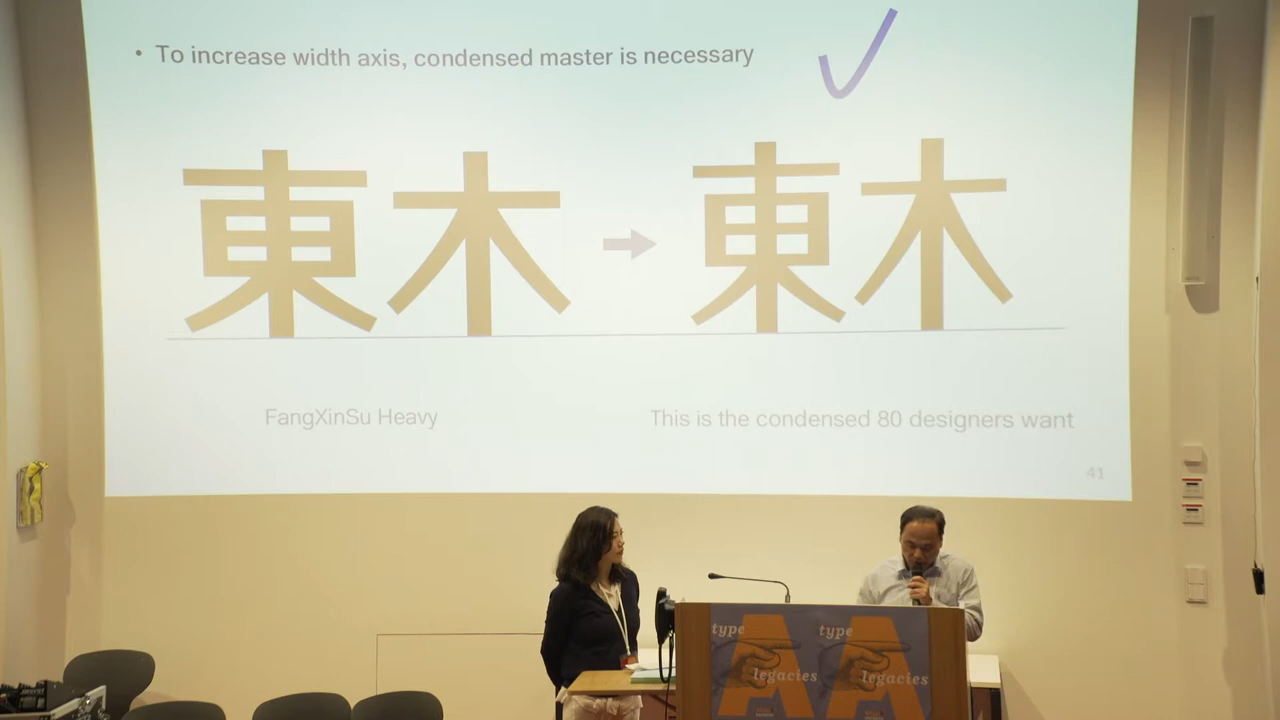 • To increase width axis, condensed master is necessary
東木 → 東木
FangXinSu Heavy
This is the condensed 80 designers want
41
type type
legacies legacies